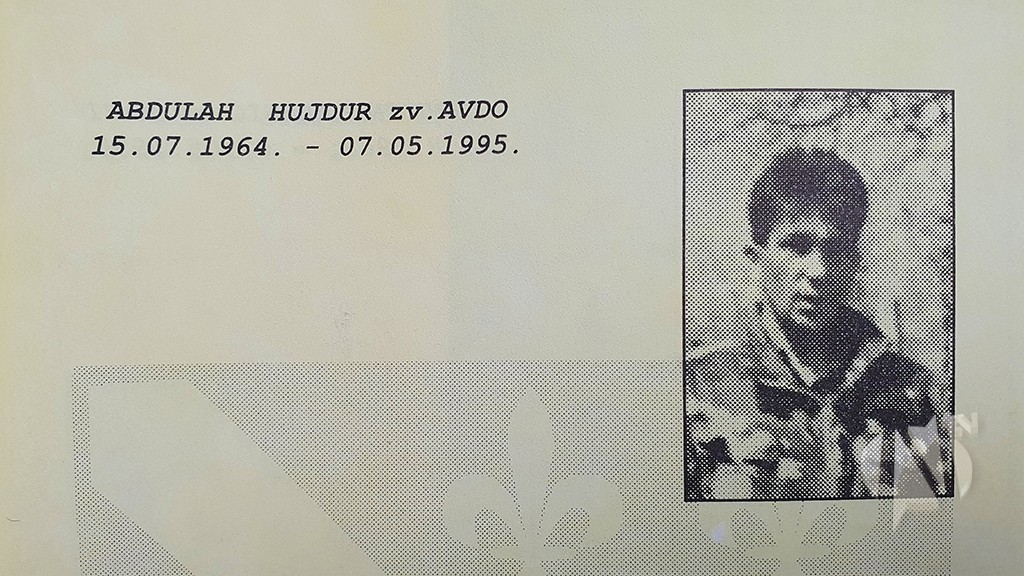 ABDULAH HUJDUR zv.AVDO
15.07.1964. - 07.05.1995.